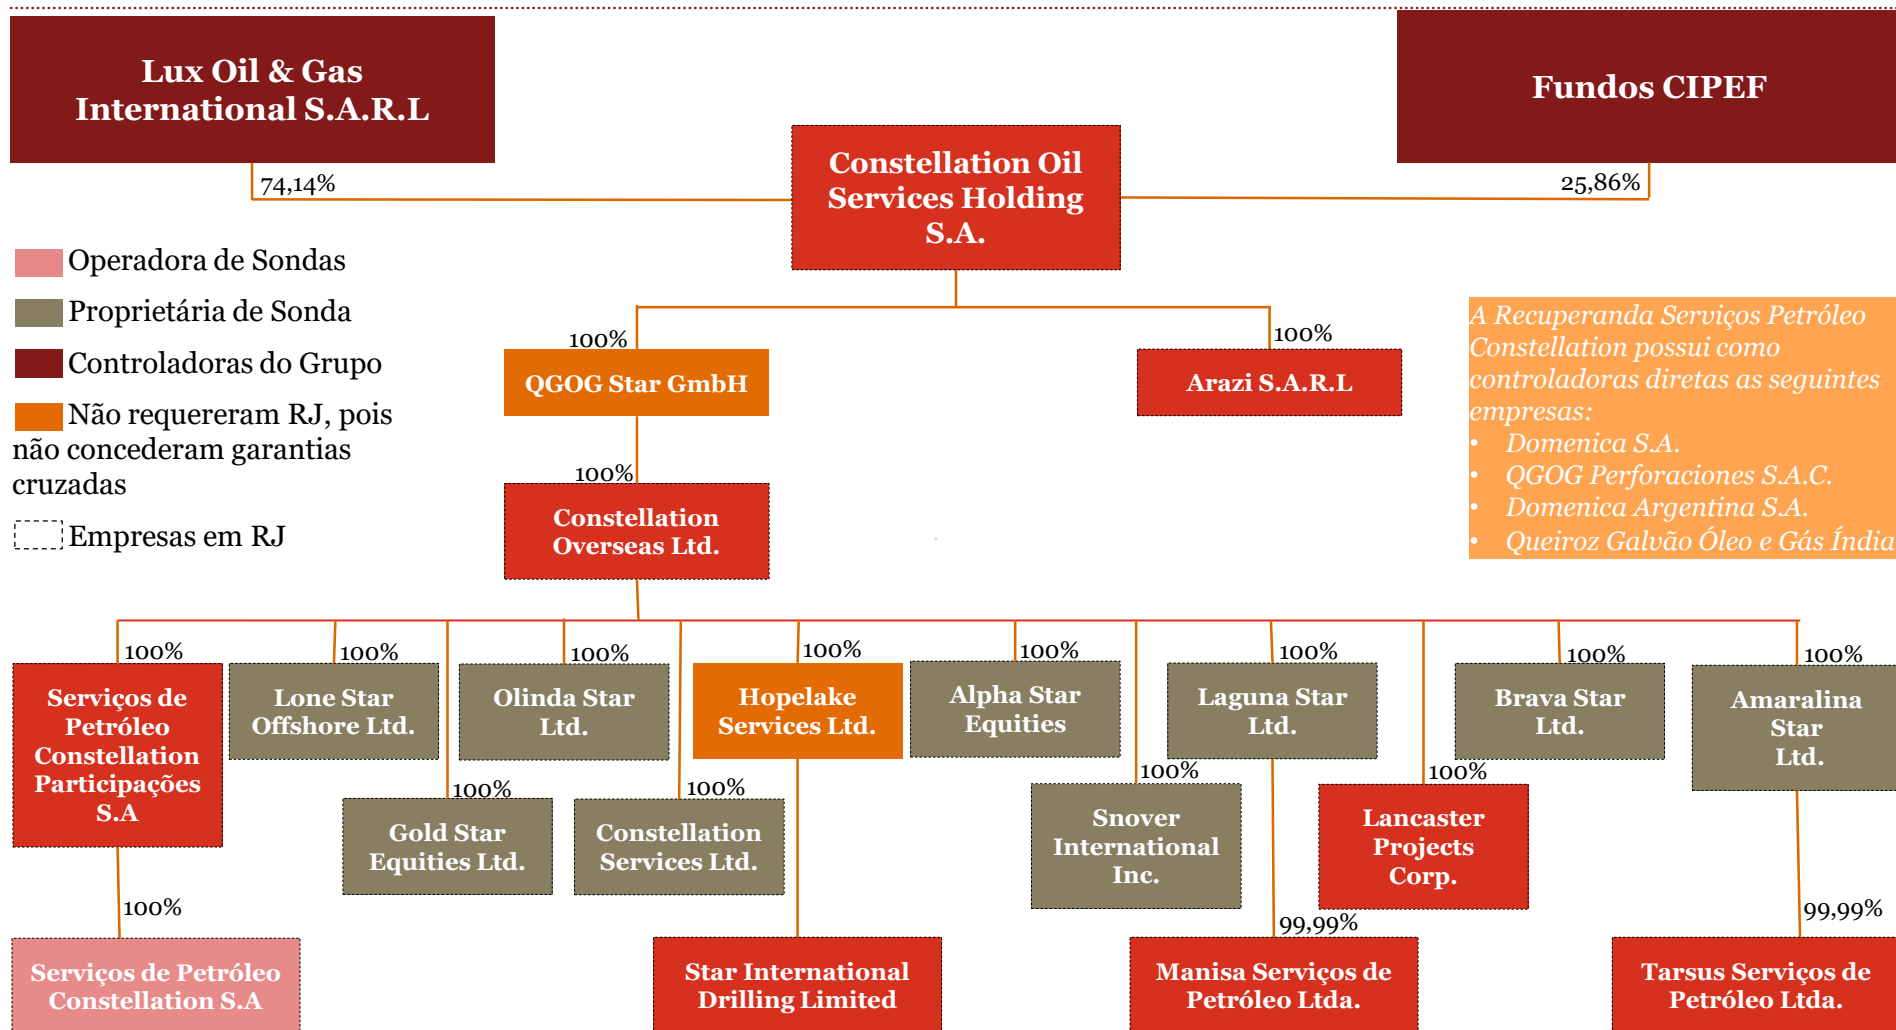 Lux Oil & Gas
International S.A.R.L
Fundos CIPEF
Constellation Oil
Services Holding
S.A.
74,14%
25,86%
Operadora de Sondas
Proprietária de Sonda
Controladoras do Grupo
Não requereram RJ, pois
não concederam garantias
cruzadas
Empresas em RJ
100%
QGOG Star GmbH
100%
Arazi S.A.R.L
A Recuperanda Serviços Petróleo
Constellation possui como
controladoras diretas as seguintes
empresas:
• Domenica S.A.
• QGOG Perforaciones S.A.C.
• Domenica Argentina S.A.
• Queiroz Galvão Óleo e Gás Índia
100%
Constellation
Overseas Ltd.
100%
Serviços de
Petróleo
Constellation
Participações
S.A
100%
Lone Star
Offshore Ltd.
100%
Olinda Star
Ltd.
100%
Hopelake
Services Ltd.
100%
Alpha Star
Equities
100%
Laguna Star
Ltd.
100%
Brava Star
Ltd.
100%
Amaralina
Star
Ltd.
100%
Gold Star
Equities Ltd.
100%
Constellation
Services Ltd.
100%
Snover
International
Inc.
100%
Lancaster
Projects
Corp.
100%
Serviços de Petróleo
Constellation S.A
Star International
Drilling Limited
99,99%
Manisa Serviços de
Petróleo Ltda.
99,99%
Tarsus Serviços de
Petróleo Ltda.